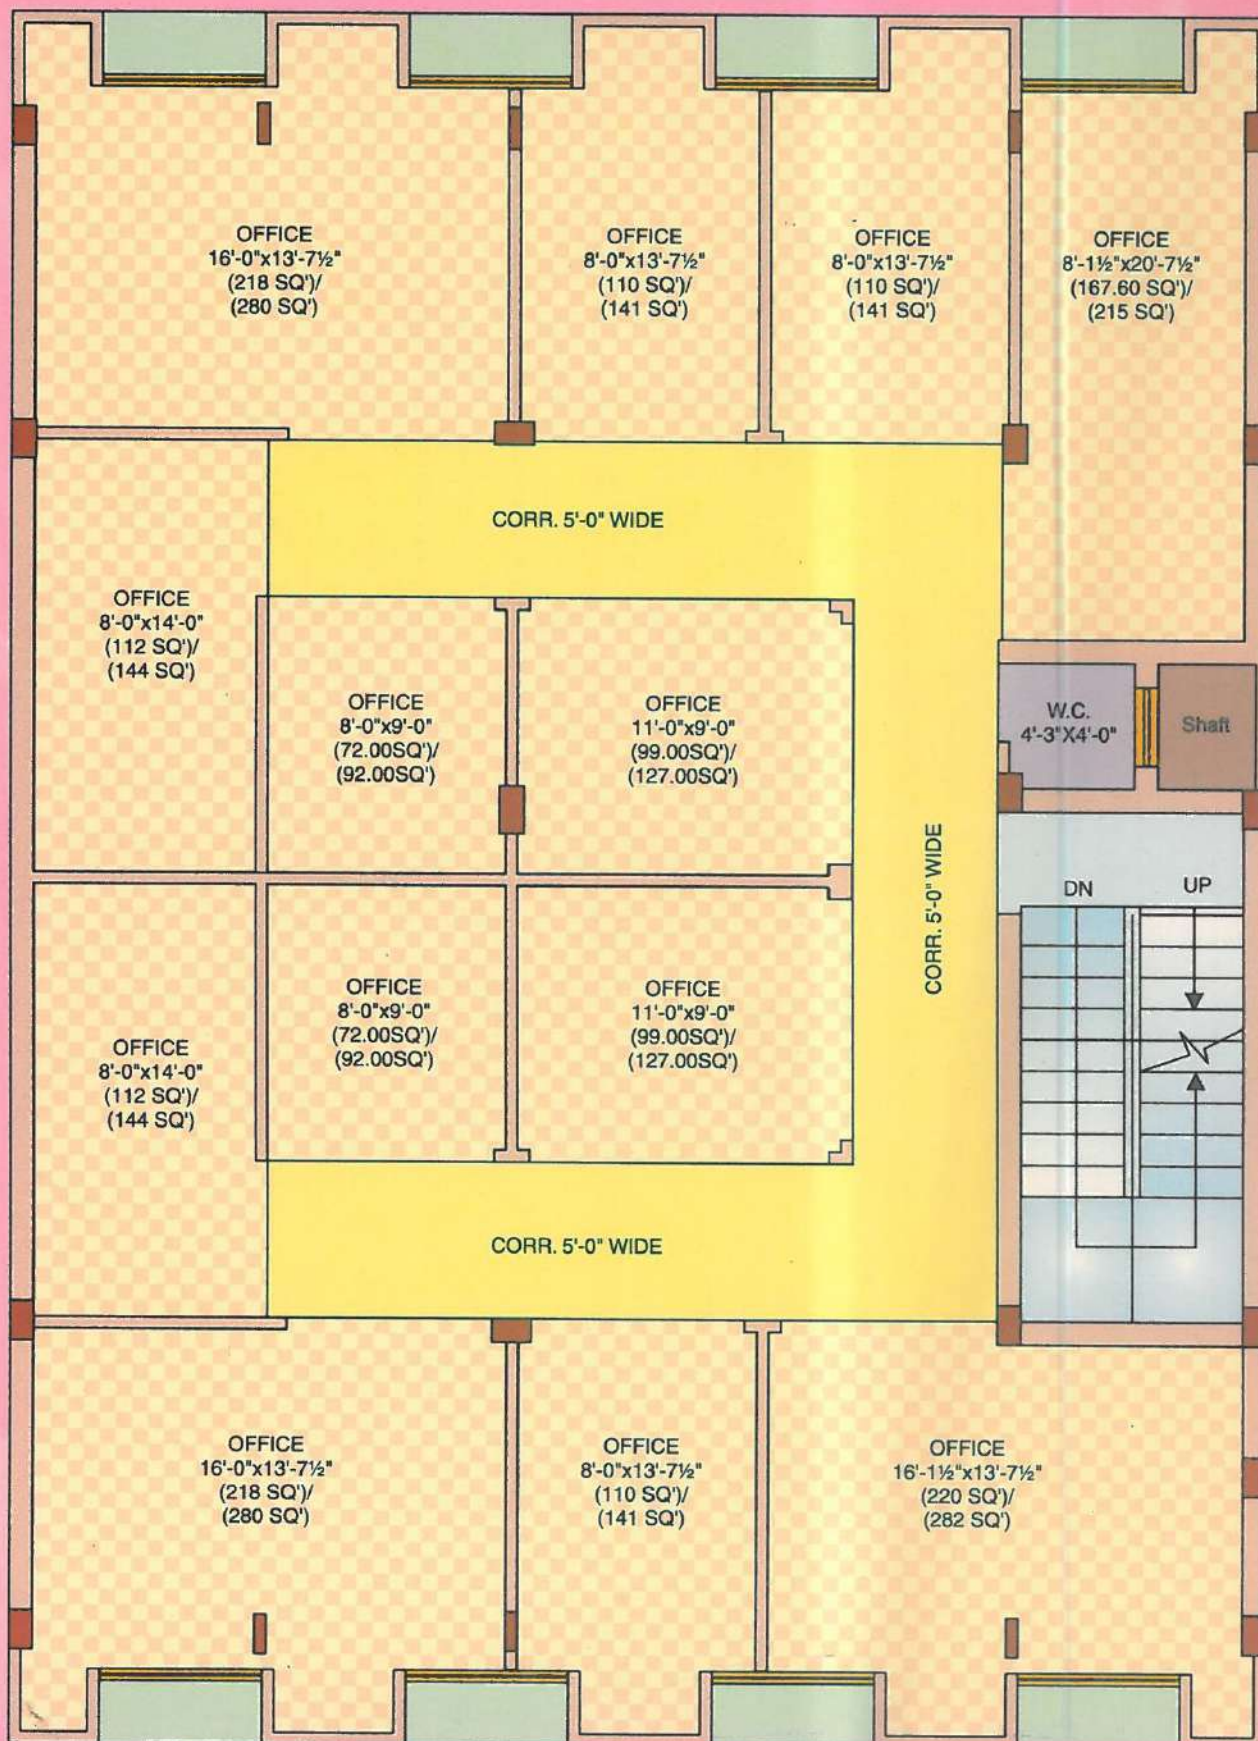 OFFICE
16'-0"x13'-7½"
(218 SQ')/
(280 SQ')
OFFICE
8'-0"x13'-7½"
(110 SQ')/
(141 SQ')
OFFICE
8'-0"x13'-7½"
(110 SQ')/
(141 SQ')
OFFICE
8'-1½"x20'-7½"
(167.60 SQ')/
(215 SQ')
CORR. 5'-0" WIDE
OFFICE
8'-0"x14'-0"
(112 SQ')/
(144 SQ')
OFFICE
8'-0"x9'-0"
(72.00SQ')/
(92.00SQ')
OFFICE
11'-0"x9'-0"
(99.00SQ')/
(127.00SQ')
W.C.
4'-3"X4'-0"
Shaft
CORR. 5'-0" WIDE
DN
UP
OFFICE
8'-0"x14'-0"
(112 SQ')/
(144 SQ')
OFFICE
8'-0"x9'-0"
(72.00SQ')/
(92.00SQ')
OFFICE
11'-0"x9'-0"
(99.00SQ')/
(127.00SQ')
CORR. 5'-0" WIDE
OFFICE
16'-0"x13'-7½"
(218 SQ')/
(280 SQ')
OFFICE
8'-0"x13'-7½"
(110 SQ')/
(141 SQ')
OFFICE
16'-1½"x13'-7½"
(220 SQ')/
(282 SQ')